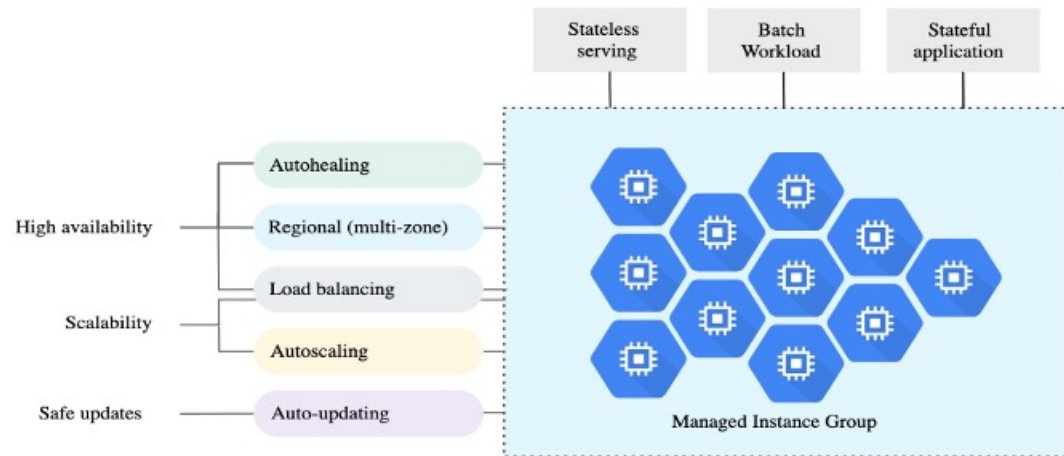 Stateless
serving
Batch
Workload
Stateful
application
Autohealing
High availability
Regional (multi-zone)
Load balancing
Scalability
Autoscaling
Safe updates
Auto-updating
Managed Instance Group